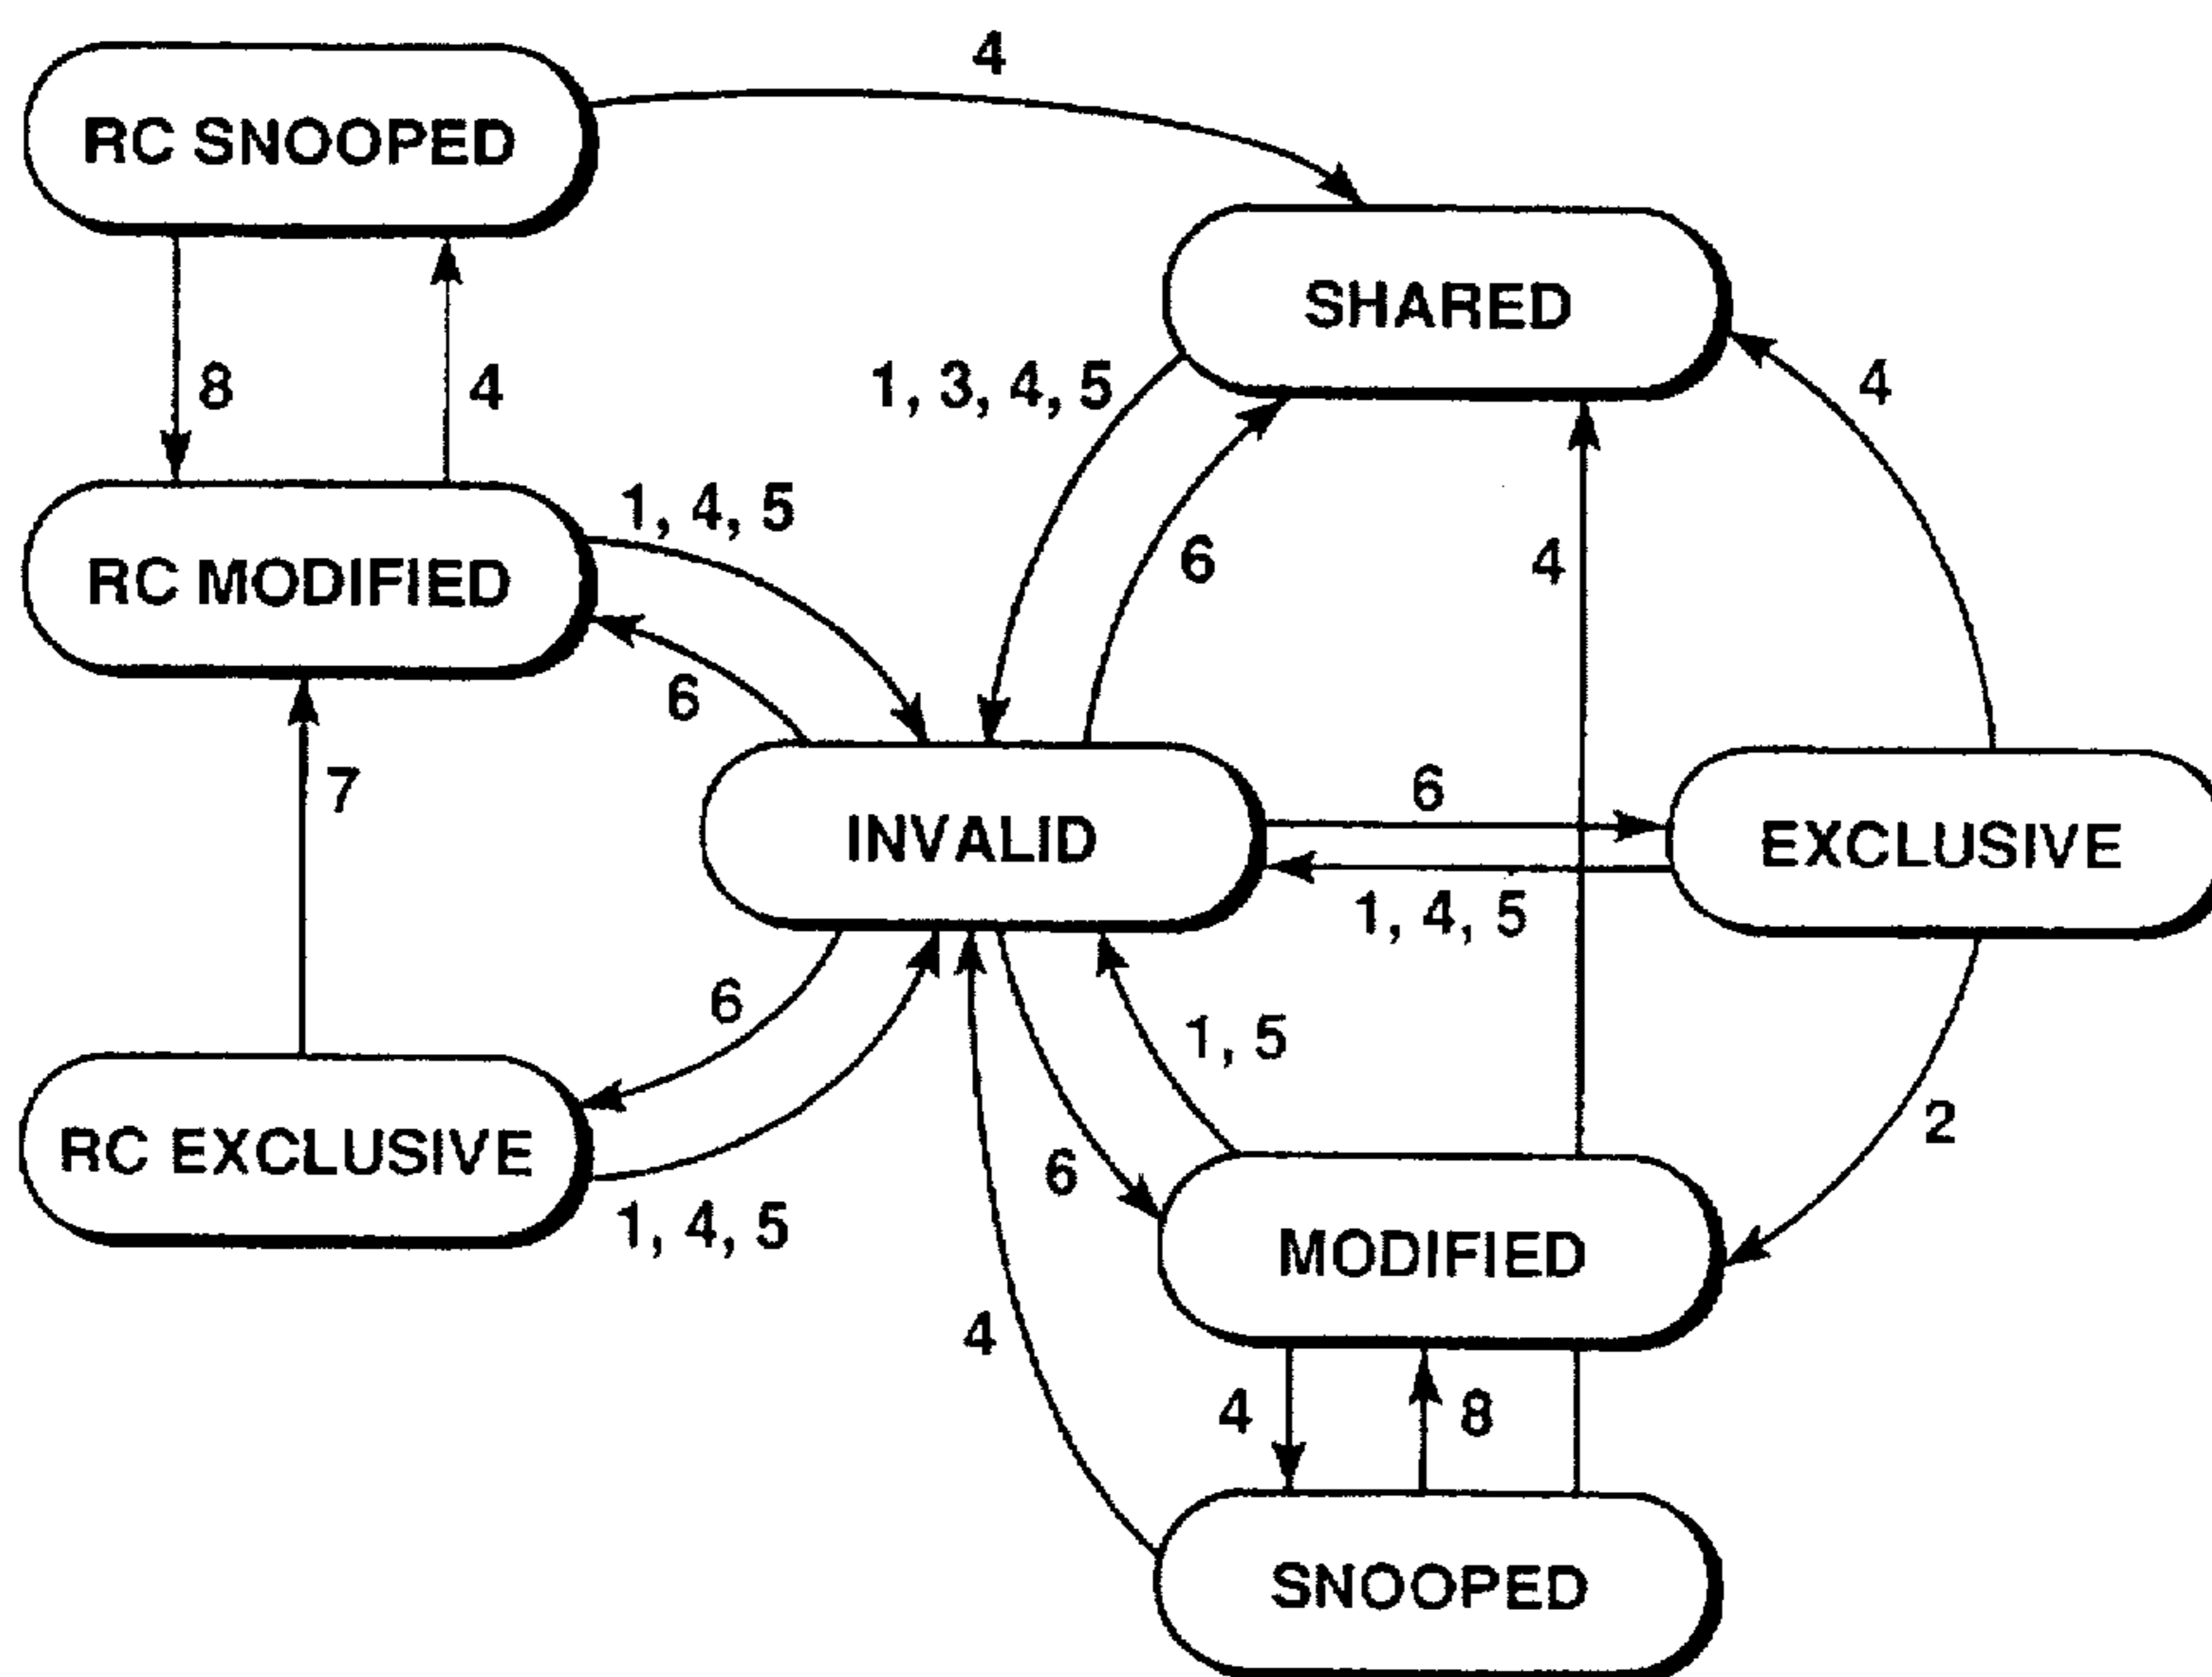 4
RC SNOOPED
SHARED
1, 3, 4, 5
4
8
4
1, 4, 5
6
4
RC MODIFIED
6
7
6
INVALID
EXCLUSIVE
1, 4, 5
6
1, 5
2
RC EXCLUSIVE
6
1, 4, 5
MODIFIED
4
4
8
SNOOPED